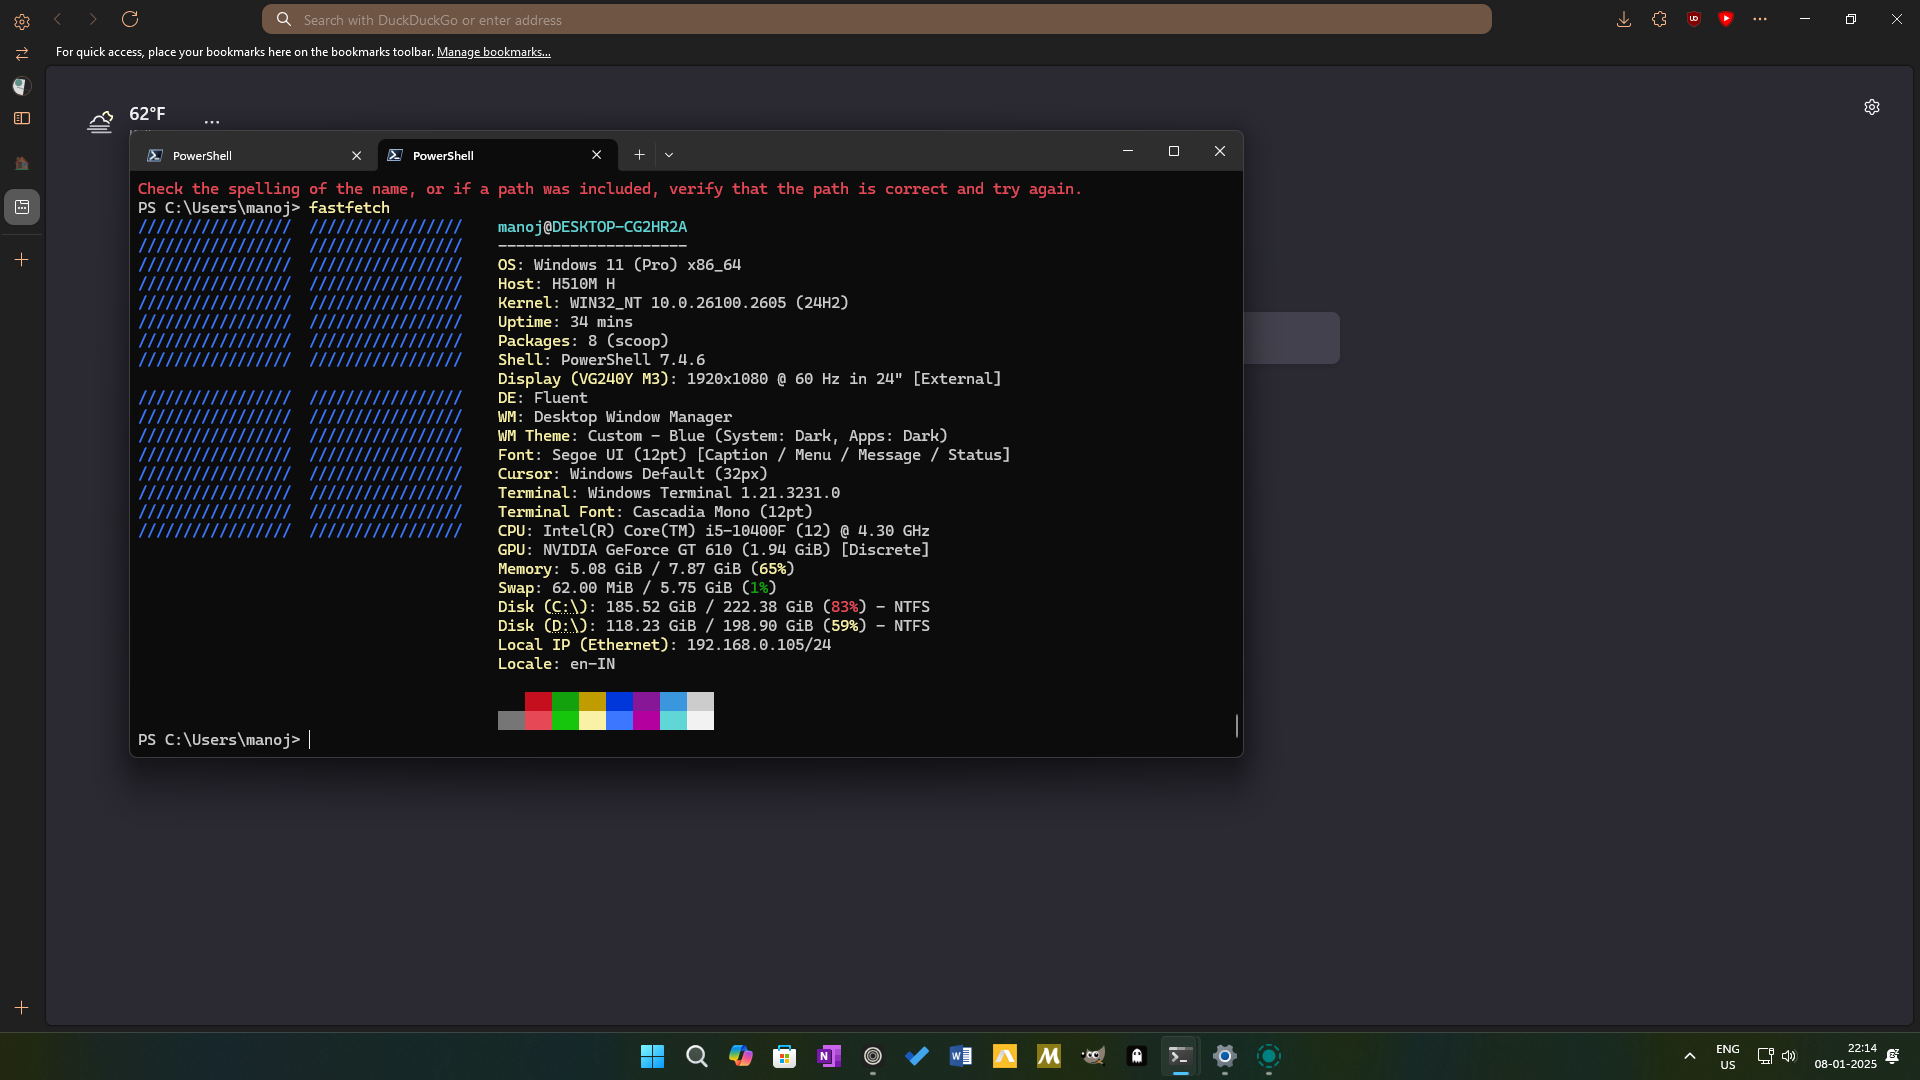 Search with DuckDuckGo or enter address
For quick access, place your bookmarks here on the bookmarks toolbar. Manage bookmarks...
62°F
PowerShell
PowerShell
Check the spelling of the name, or if a path was included, verify that the path is correct and try again.
PS C:\Users\manoj> fastfetch
///////////////// ///////////////// manoj@DESKTOP-CG2HR2A
///////////////// ///////////////// ---------------------
///////////////// ///////////////// OS: Windows 11 (Pro) x86_64
///////////////// ///////////////// Host: H510M H
///////////////// ///////////////// Kernel: WIN32_NT 10.0.26100.2605 (24H2)
///////////////// ///////////////// Uptime: 34 mins
///////////////// ///////////////// Packages: 8 (scoop)
///////////////// ///////////////// Shell: PowerShell 7.4.6
Display (VG240Y M3): 1920x1080 @ 60 Hz in 24" [External]
///////////////// ///////////////// DE: Fluent
///////////////// ///////////////// WM: Desktop Window Manager
///////////////// ///////////////// WM Theme: Custom - Blue (System: Dark, Apps: Dark)
///////////////// ///////////////// Font: Segoe UI (12pt) [Caption / Menu / Message / Status]
///////////////// ///////////////// Cursor: Windows Default (32px)
///////////////// ///////////////// Terminal: Windows Terminal 1.21.3231.0
///////////////// ///////////////// Terminal Font: Cascadia Mono (12pt)
///////////////// ///////////////// CPU: Intel(R) Core(TM) i5-10400F (12) @ 4.30 GHz
GPU: NVIDIA GeForce GT 610 (1.94 GiB) [Discrete]
Memory: 5.08 GiB / 7.87 GiB (65%)
Swap: 62.00 MiB / 5.75 GiB (1%)
Disk (C:\): 185.52 GiB / 222.38 GiB (83%) - NTFS
Disk (D:\): 118.23 GiB / 198.90 GiB (59%) - NTFS
Local IP (Ethernet): 192.168.0.105/24
Locale: en-IN
PS C:\Users\manoj>
ENG
US
22:14
08-01-2025